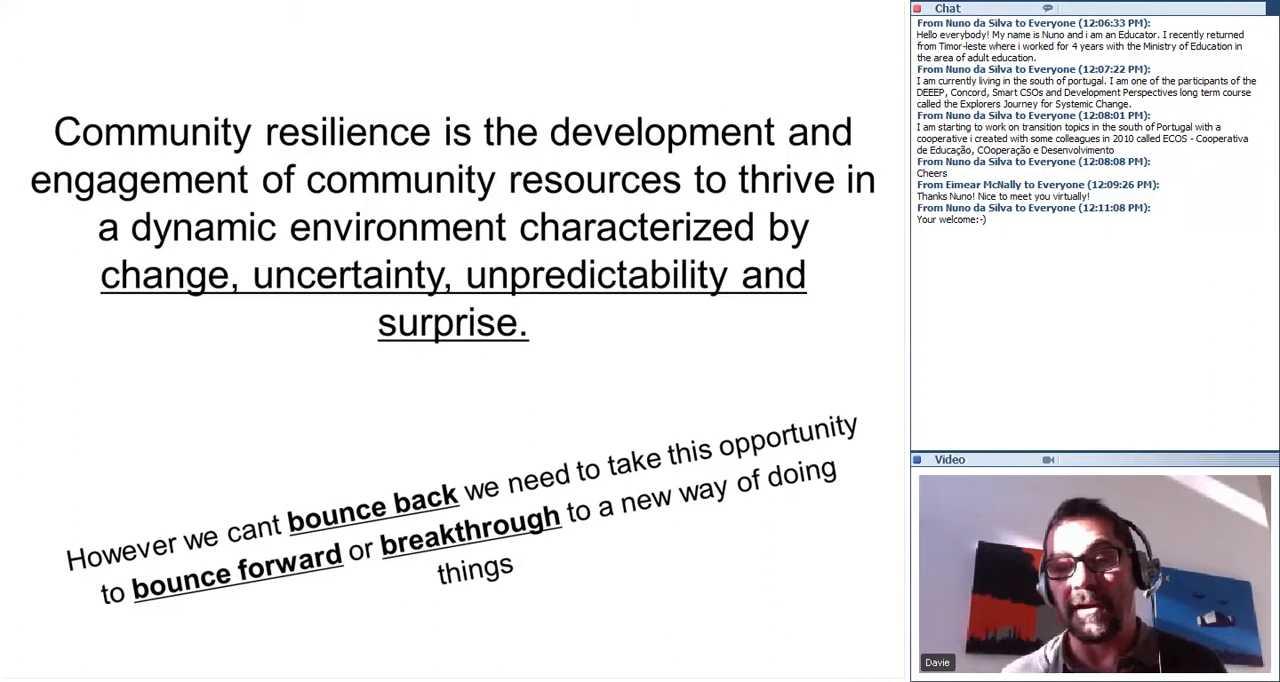 Community resilience is the development and
engagement of community resources to thrive in
a dynamic environment characterized by
change, uncertainty, unpredictability and
surprise.
However we cant bounce back we need to take this opportunity
to bounce forward or breakthrough to a new way of doing
things
Chat
From Nuno da Silva to Everyone (12:06:33 PM):
Hello everybody! My name is Nuno and i am an Educator. I recently returned
from Timor-leste where i worked for 4 years with the Ministry of Education in
the area of adult education.
From Nuno da Silva to Everyone (12:07:22 PM):
I am currently living in the south of portugal. I am one of the participants of the
DEEEP, Concord, Smart CSOs and Development Perspectives long term course
called the Explorers Journey for Systemic Change.
From Nuno da Silva to Everyone (12:08:01 PM):
I am starting to work on transition topics in the south of Portugal with a
cooperative i created with some colleagues in 2010 called ECOS - Cooperativa
de Educação, COoperação e Desenvolvimento
From Nuno da Silva to Everyone (12:08:08 PM):
Cheers
From Eimear McNally to Everyone (12:09:26 PM):
Thanks Nuno! Nice to meet you virtually!
From Nuno da Silva to Everyone (12:11:08 PM):
Your welcome:-)
Video
Davie